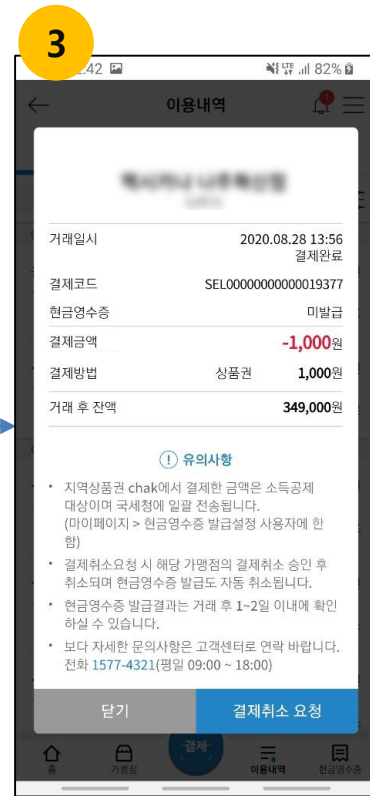 3
:42
LTE 82%
이용내역
1
거래일시 2020.08.28 13:56
결제완료
결제코드 SEL00000000000019377
현금영수증 미발급
결제금액 -1,000원
결제방법 상품권 1,000원
거래 후 잔액 349,000원
유의사항
• 지역상품권 chak에서 결제한 금액은 소득공제
대상이며 국세청에 일괄 전송됩니다.
(마이페이지 > 현금영수증 발급설정 사용자에 한
함)
• 결제취소요청 시 해당 가맹점의 결제취소 승인 후
취소되며 현금영수증 발급도 자동 취소됩니다.
• 현금영수증 발급결과는 거래 후 1~2일 이내에 확인
하실 수 있습니다.
• 보다 자세한 문의사항은 고객센터로 연락 바랍니다.
전화 1577-4321(평일 09:00 ~ 18:00)
닫기 결제취소 요청
결제
홈 가맹점 이용내역 현금영수증